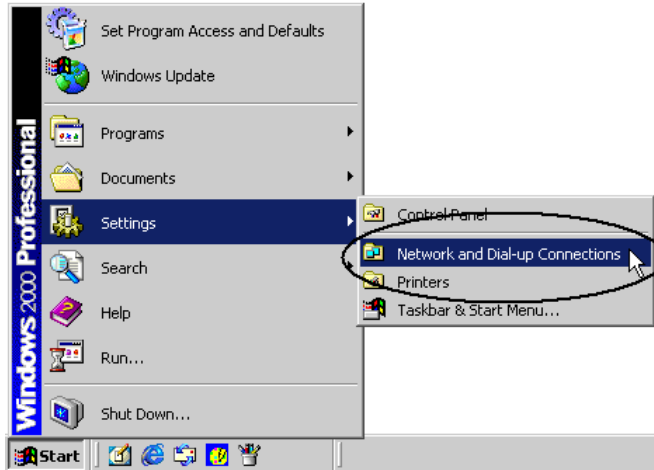 Set Program Access and Defaults
Windows Update
Programs
Documents
Settings
Search
Help
Run...
Shut Down...
Windows 2000 Professional
Control Panel
Network and Dial-up Connections
Printers
Taskbar & Start Menu...
Start